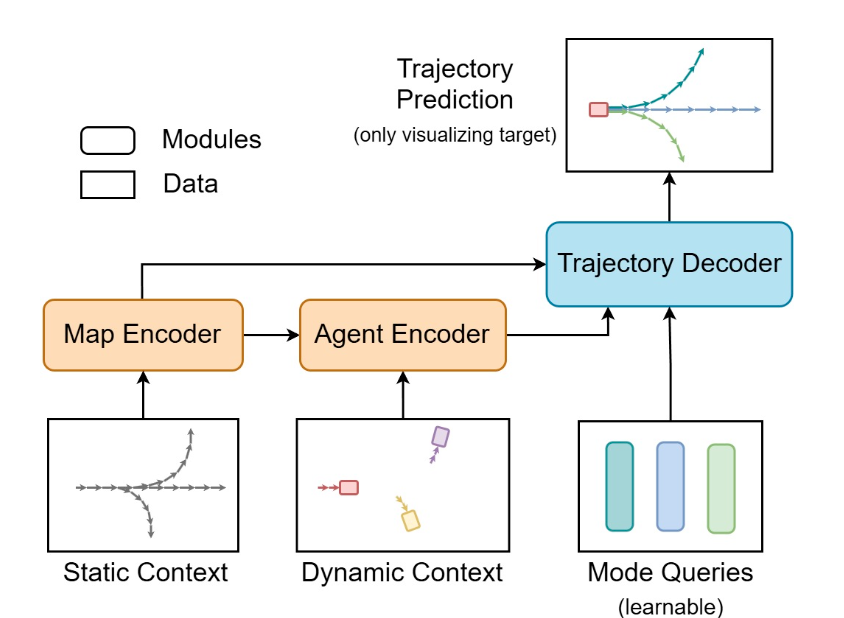 Trajectory
Prediction
(only visualizing target)
Modules
Data
Trajectory Decoder
Map Encoder
Agent Encoder
Static Context
Dynamic Context
Mode Queries
(learnable)